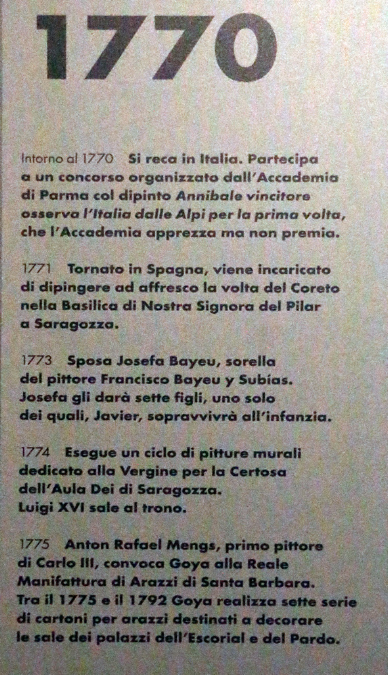 1770
Intorno al 1770 Si reca in Italia. Partecipa
a un concorso organizzato dall'Accademia
di Parma col dipinto Annibale vincitore
osserva l'Italia dalle Alpi per la prima volta,
che l'Accademia apprezza ma non premia.
1771 Tornato in Spagna, viene incaricato
di dipingere ad affresco la volta del Coreto
nella Basilica di Nostra Signora del Pilar
a Saragozza.
1773 Sposa Josefa Bayeu, sorella
del pittore Francisco Bayeu y Subías.
Josefa gli darà sette figli, uno solo
dei quali, Javier, sopravvivrà all'infanzia.
1774 Esegue un ciclo di pitture murali
dedicato alla Vergine per la Certosa
dell'Aula Dei di Saragozza.
Luigi XVI sale al trono.
1775 Anton Rafael Mengs, primo pittore
di Carlo III, convoca Goya alla Reale
Manifattura di Arazzi di Santa Barbara.
Tra il 1775 e il 1792 Goya realizza sette serie
di cartoni per arazzi destinati a decorare
le sale dei palazzi dell'Escorial e del Pardo.